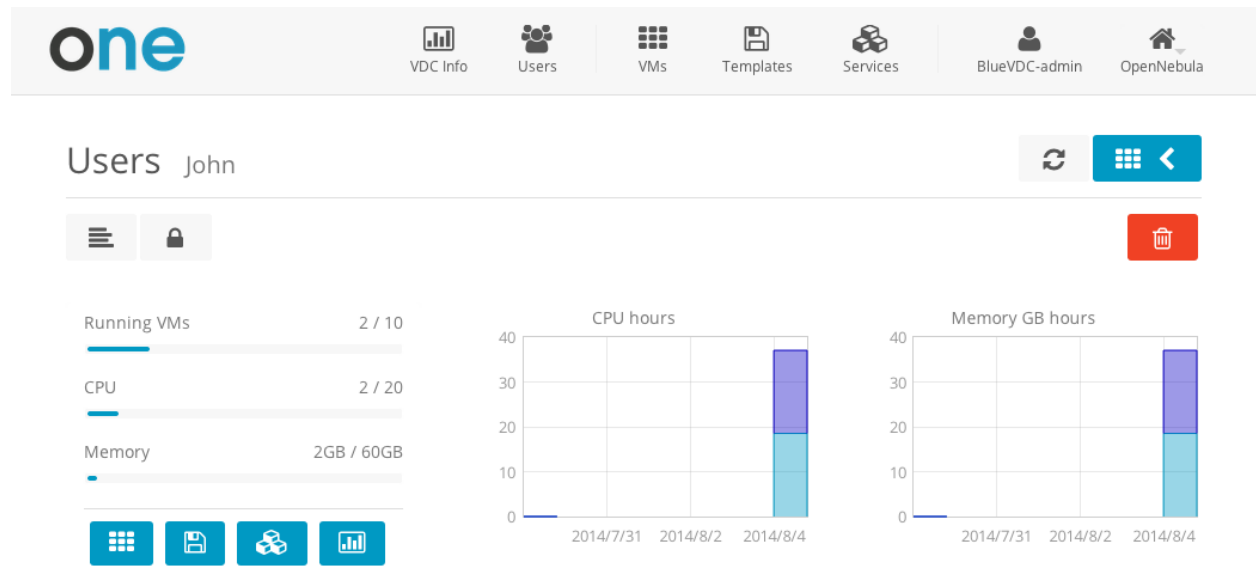 one
VDC Info Users VMs Templates Services BlueVDC-admin OpenNebula
Users John
Running VMs 2 / 10
CPU 2 / 20
Memory 2GB / 60GB
CPU hours
40
30
20
10
0
2014/7/31 2014/8/2 2014/8/4
Memory GB hours
40
30
20
10
0
2014/7/31 2014/8/2 2014/8/4